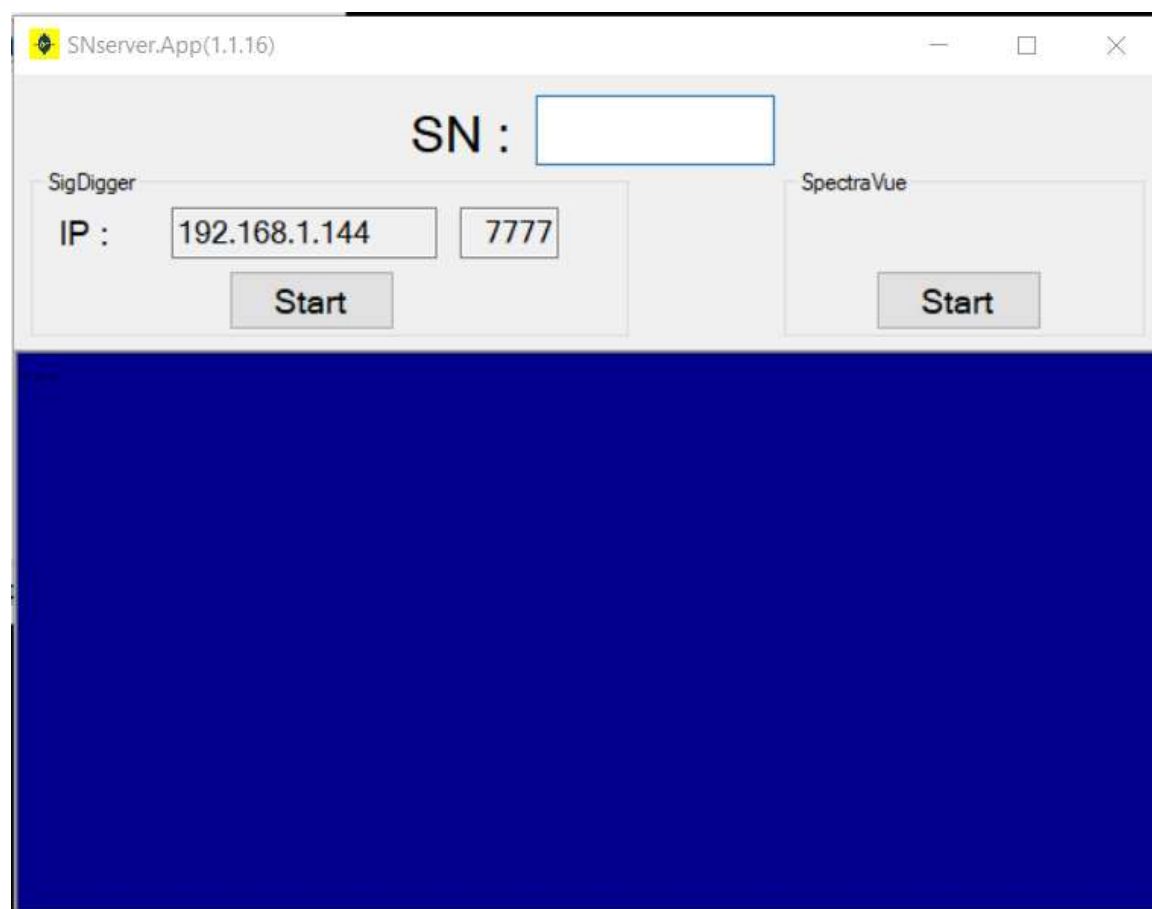 SNserver.App(1.1.16)
SN :
SigDigger
IP :
192.168.1.144
7777
Start
SpectraVue
Start